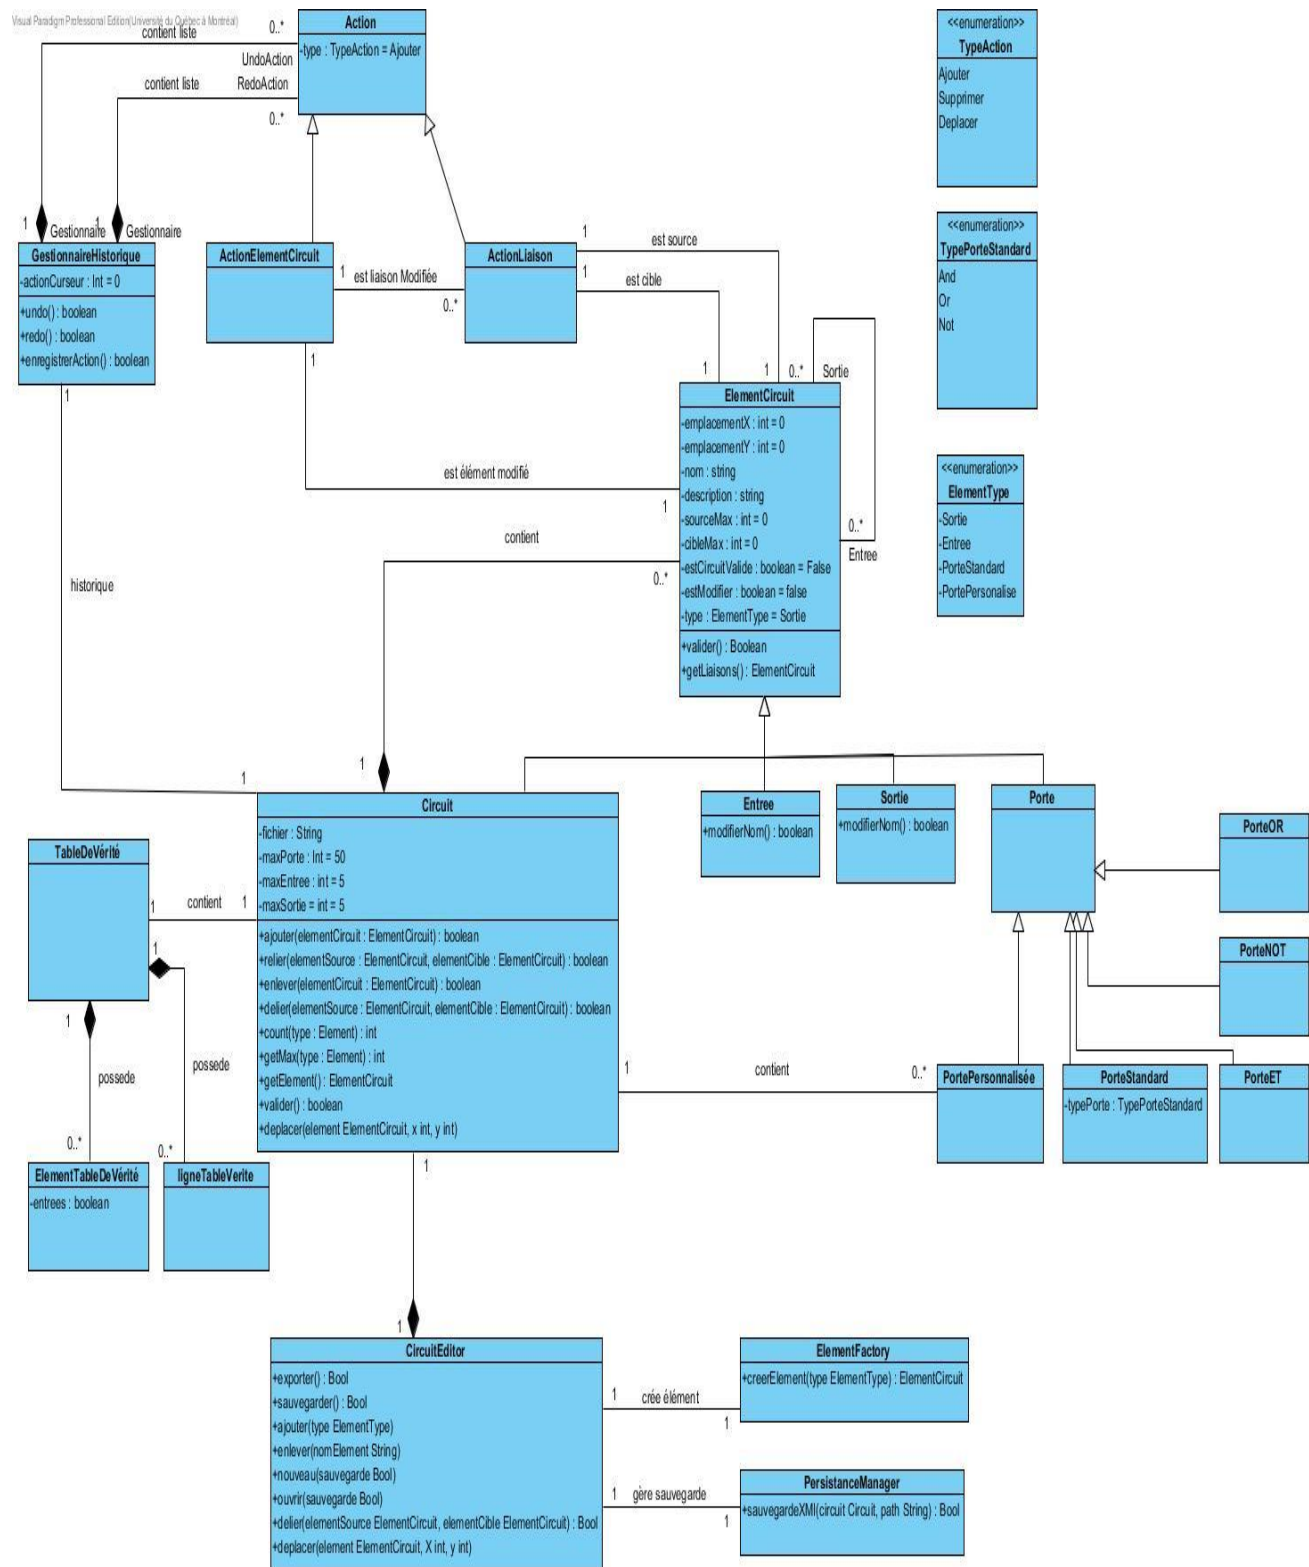 Visual Paradigm Professional Edition(Université du Québec à Montréal)
contient liste
0..*
UndoAction
contient liste
RedoAction
0..*
Action
-type : TypeAction = Ajouter
<<enumeration>>
TypeAction
Ajouter
Supprimer
Deplacer
1
Gestionnaire
1
Gestionnaire
GestionnaireHistorique
-actionCurseur : Int = 0
+undo() : boolean
+redo() : boolean
+enregistrerAction() : boolean
1
ActionElementCircuit
1
est liaison Modifiée
0..*
1
ActionLiaison
1
est source
1
est cible
1
1
0..*
Sortie
0..*
Entree
<<enumeration>>
TypePorteStandard
And
Or
Not
ElementCircuit
-emplacementX : int = 0
-emplacementY : int = 0
-nom : string
-description : string
-sourceMax : int = 0
-cibleMax : int = 0
-estCircuitValide : boolean = False
-estModifier : boolean = false
-type : ElementType = Sortie
+valider() : Boolean
+getLiaisons() : ElementCircuit
est élément modifié
1
contient
0..*
<<enumeration>>
ElementType
-Sortie
-Entree
-PorteStandard
-PortePersonalise
historique
1
1
Circuit
-fichier : String
-maxPorte : Int = 50
-maxEntree : int = 5
-maxSortie = int = 5
+ajouter(elementCircuit : ElementCircuit) : boolean
+relier(elementSource : ElementCircuit, elementCible : ElementCircuit) : boolean
+enlever(elementCircuit : ElementCircuit) : boolean
+delier(elementSource : ElementCircuit, elementCible : ElementCircuit) : boolean
+count(type : Element) : int
+getMax(type : Element) : int
+getElement() : ElementCircuit
+valider() : boolean
+deplacer(element ElementCircuit, x int, y int)
Entree
+modifierNom() : boolean
Sortie
+modifierNom() : boolean
Porte
PorteOR
PorteNOT
TableDeVérité
1
contient
1
1
1
possede
possede
0..*
0..*
ElementTableDeVérité
-entrees : boolean
ligneTableVerite
1
contient
0..*
PortePersonnalisée
PorteStandard
-typePorte : TypePorteStandard
PorteET
1
1
CircuitEditor
+exporter() : Bool
+sauvegarder() : Bool
+ajouter(type ElementType)
+enlever(nomElement String)
+nouveau(sauvegarde Bool)
+ouvrir(sauvegarde Bool)
+delier(elementSource ElementCircuit, elementCible ElementCircuit) : Bool
+deplacer(element ElementCircuit, X int, y int)
1
crée élément
1
ElementFactory
+creerElement(type ElementType) : ElementCircuit
1
gère sauvegarde
1
PersistanceManager
+sauvegardeXMI(circuit Circuit, path String) : Bool